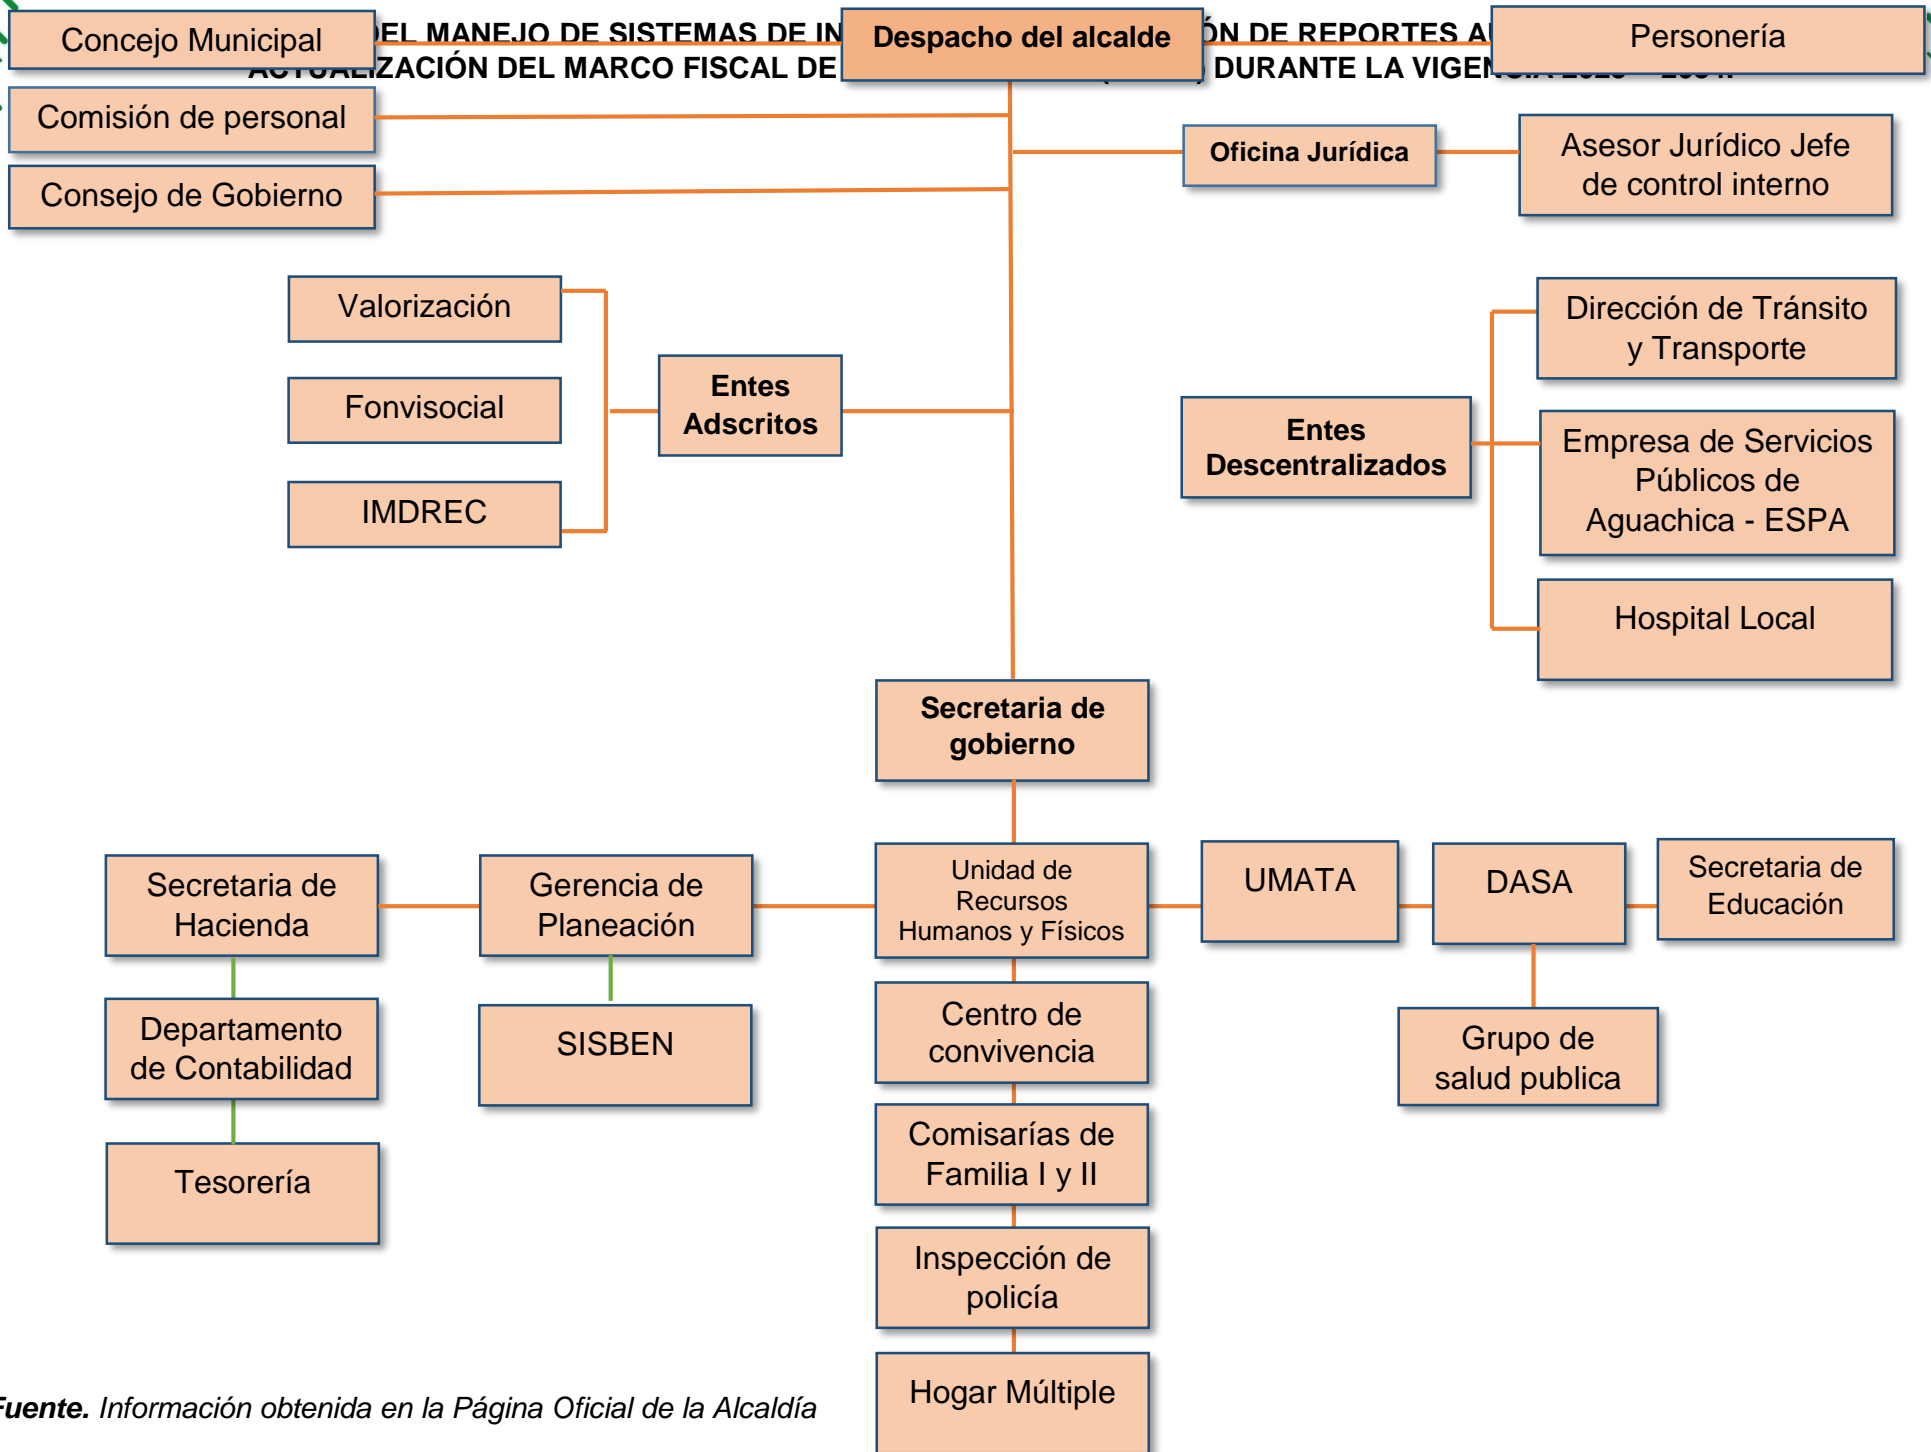 Concejo Municipal
DEL MANEJO DE SISTEMAS DE
Despacho del alcalde
DE REPORTES
Personería
ACTUALIZACIÓN DEL MARCO FISCAL DE
) DURANTE LA
Comisión de personal
Consejo de Gobierno
Oficina Jurídica
Asesor Jurídico Jefe
de control interno
Valorización
Fonvisocial
IMDREC
Entes
Adscritos
Entes
Descentralizados
Dirección de Tránsito
y Transporte
Empresa de Servicios
Públicos de
Aguachica - ESPA
Hospital Local
Secretaria de
gobierno
Secretaria de
Hacienda
Gerencia de
Planeación
Unidad de
Recursos
Humanos y Físicos
UMATA
DASA
Secretaria de
Educación
Departamento
de Contabilidad
SISBEN
Centro de
convivencia
Grupo de
salud publica
Tesorería
Comisarías de
Familia I y II
Inspección de
policía
Hogar Múltiple
Fuente. Información obtenida en la Página Oficial de la Alcaldía